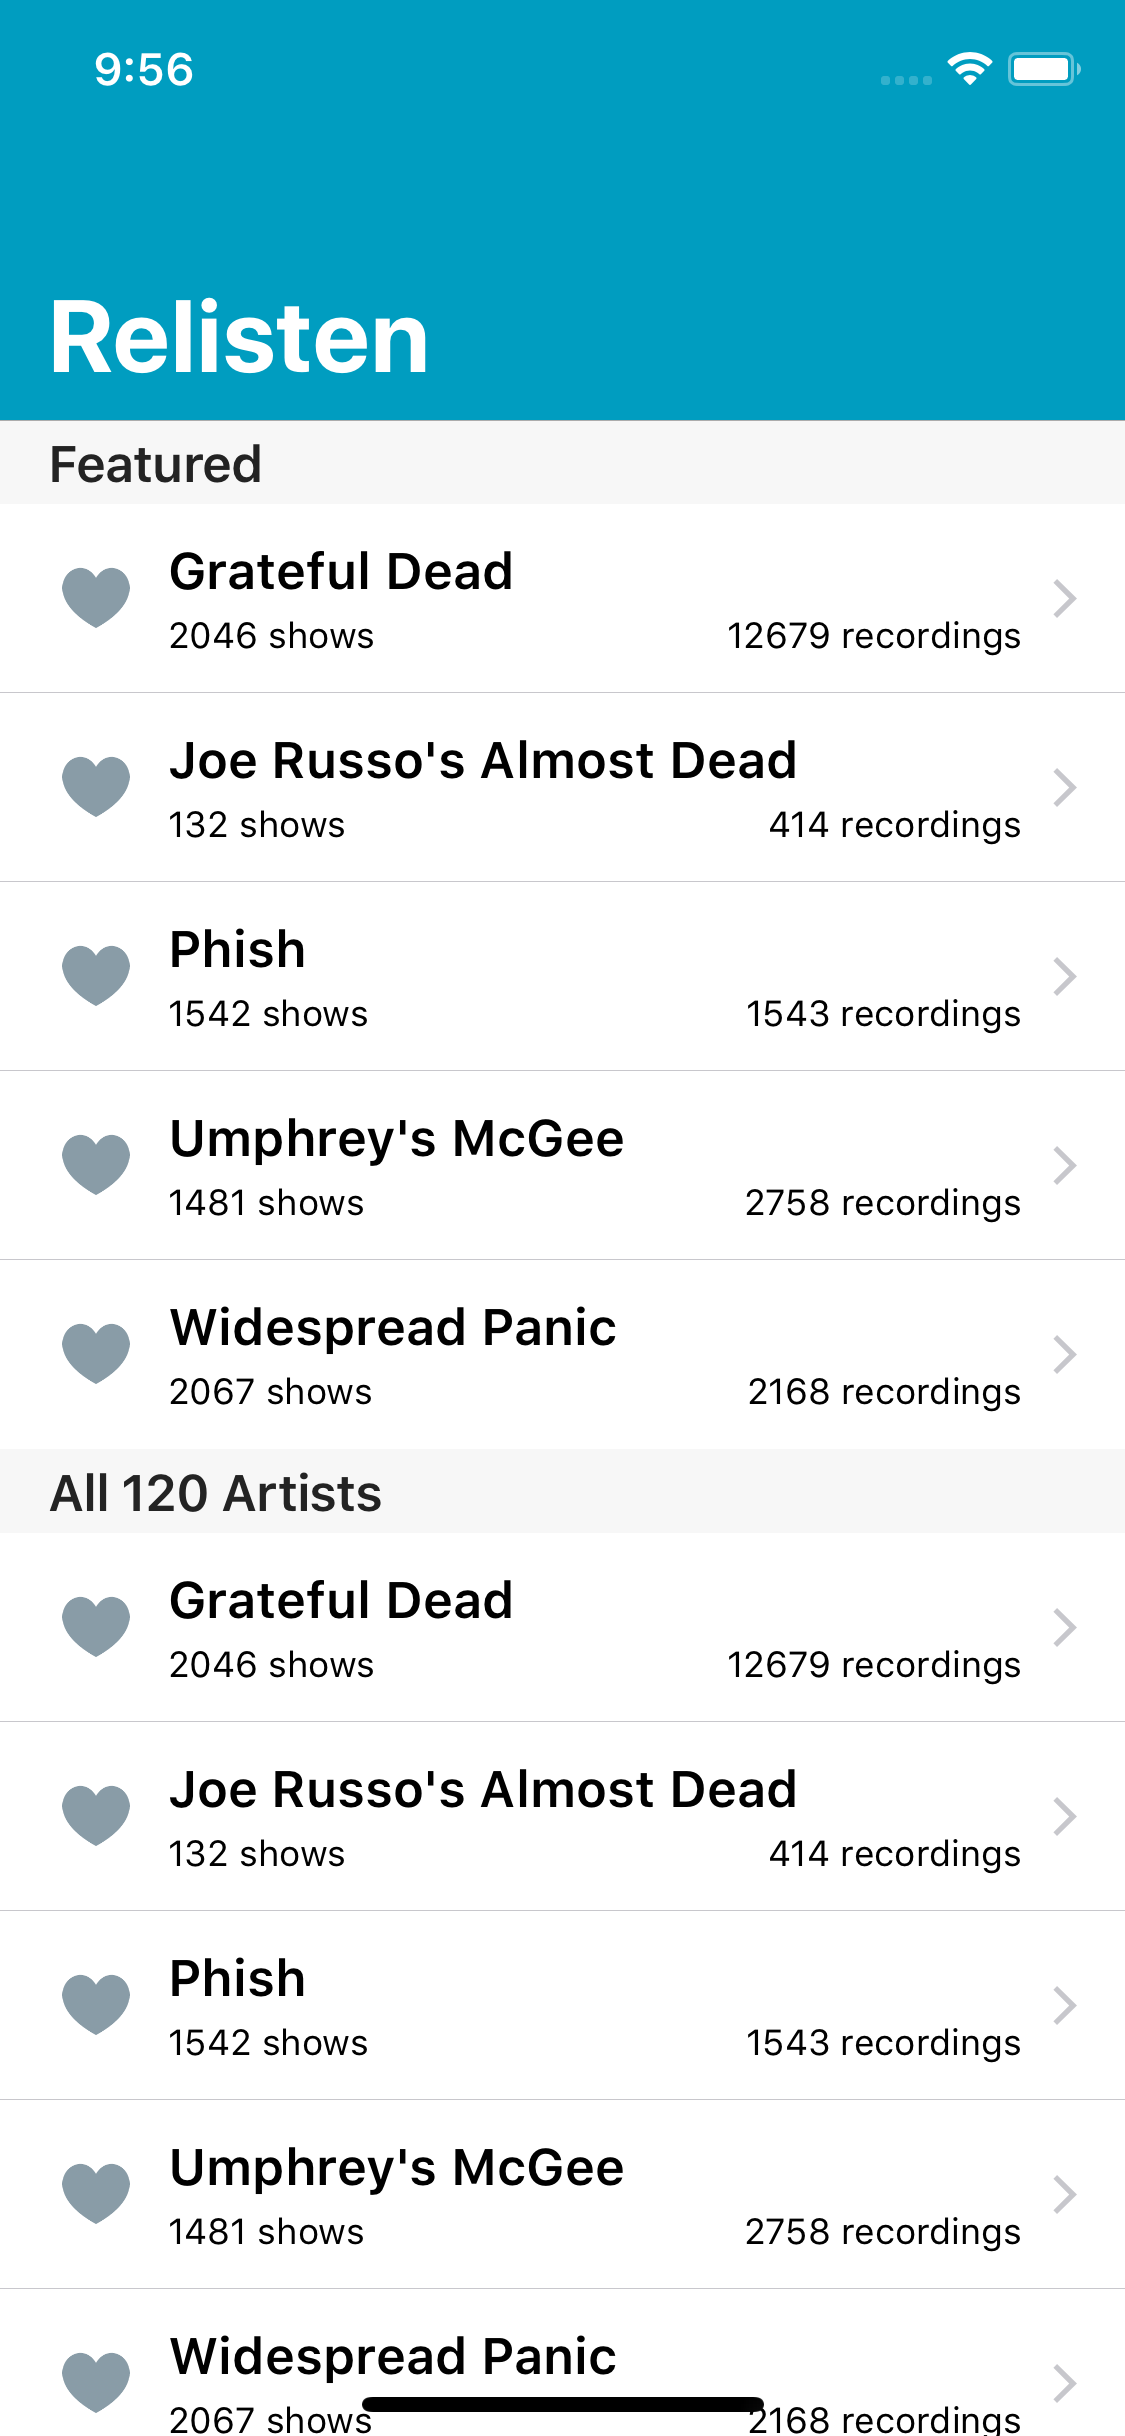 9:56
Relisten
Featured
Grateful Dead
2046 shows 12679 recordings
Joe Russo's Almost Dead
132 shows 414 recordings
Phish
1542 shows 1543 recordings
Umphrey's McGee
1481 shows 2758 recordings
Widespread Panic
2067 shows 2168 recordings
All 120 Artists
Grateful Dead
2046 shows 12679 recordings
Joe Russo's Almost Dead
132 shows 414 recordings
Phish
1542 shows 1543 recordings
Umphrey's McGee
1481 shows 2758 recordings
Widespread Panic
2067 shows 2168 recordings